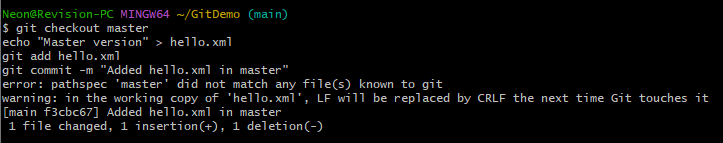 Neon@Revision-PC MINGW64 ~/GitDemo (main)
$ git checkout master
echo "Master version" > hello.xml
git add hello.xml
git commit -m "Added hello.xml in master"
error: pathspec 'master' did not match any file(s) known to git
warning: in the working copy of 'hello.xml', LF will be replaced by CRLF the next time Git touches it
[main f3cbc67] Added hello.xml in master
 1 file changed, 1 insertion(+), 1 deletion(-)